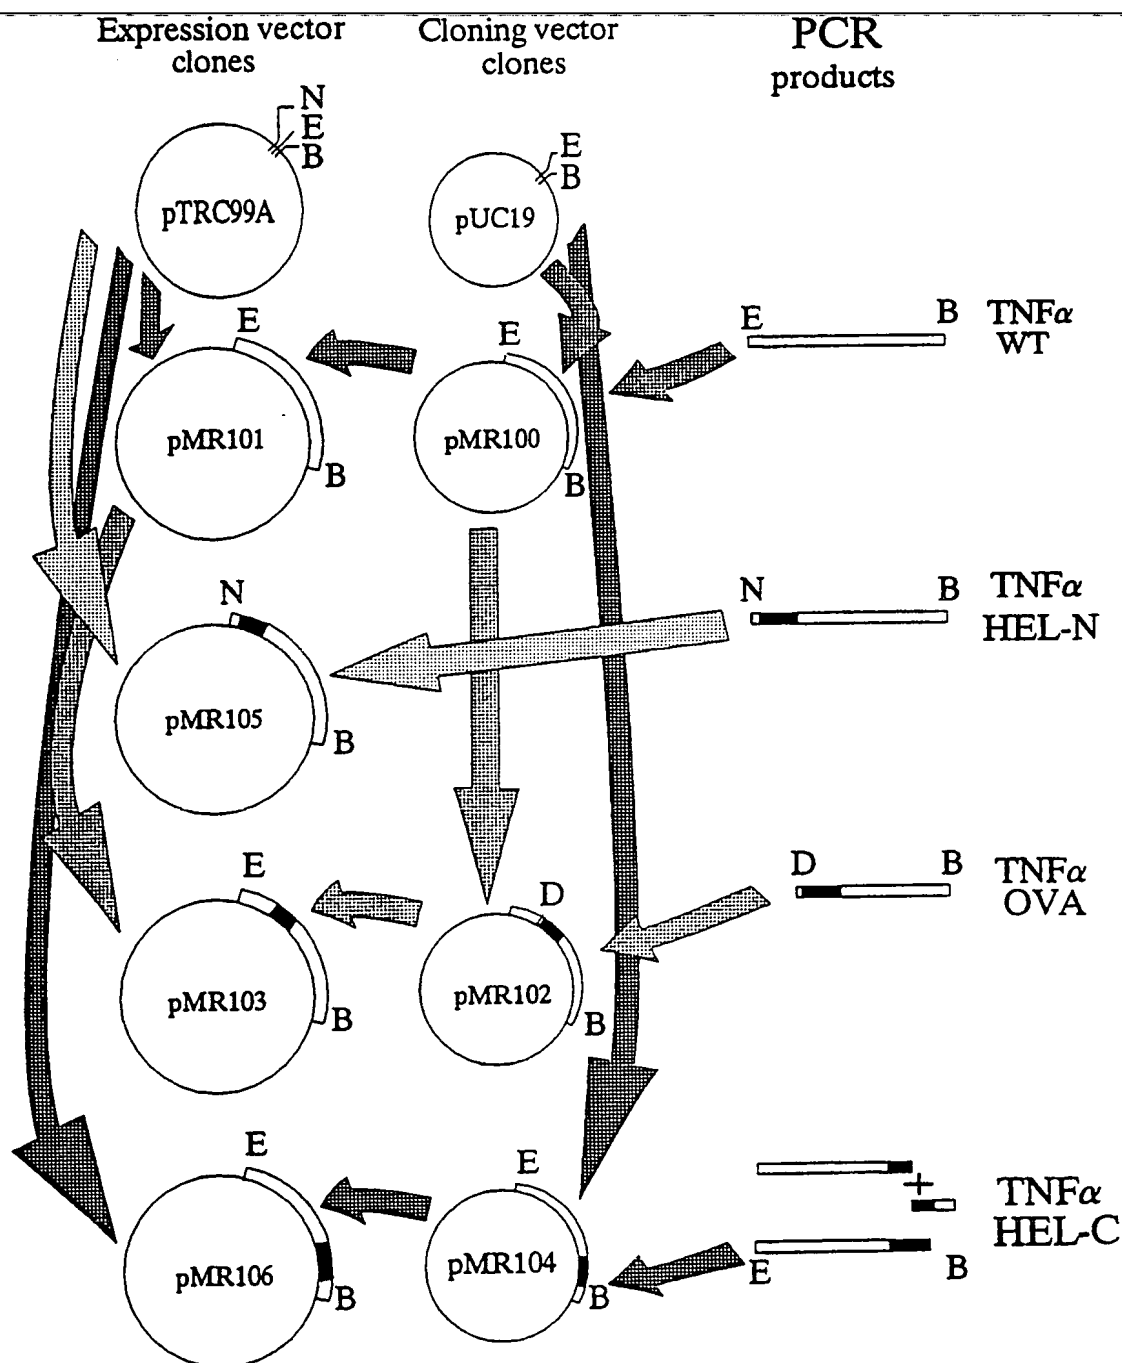 Expression vector
clones
Cloning vector
clones
PCR
products
N
E
B
pTRC99A
E
B
pUC19
E
B
pMR101
E
B
pMR100
E
B
TNFα
WT
N
B
pMR105
N
B
TNFα
HEL-N
E
B
pMR103
D
B
pMR102
D
B
TNFα
OVA
E
B
pMR106
E
B
pMR104
+
E
B
TNFα
HEL-C